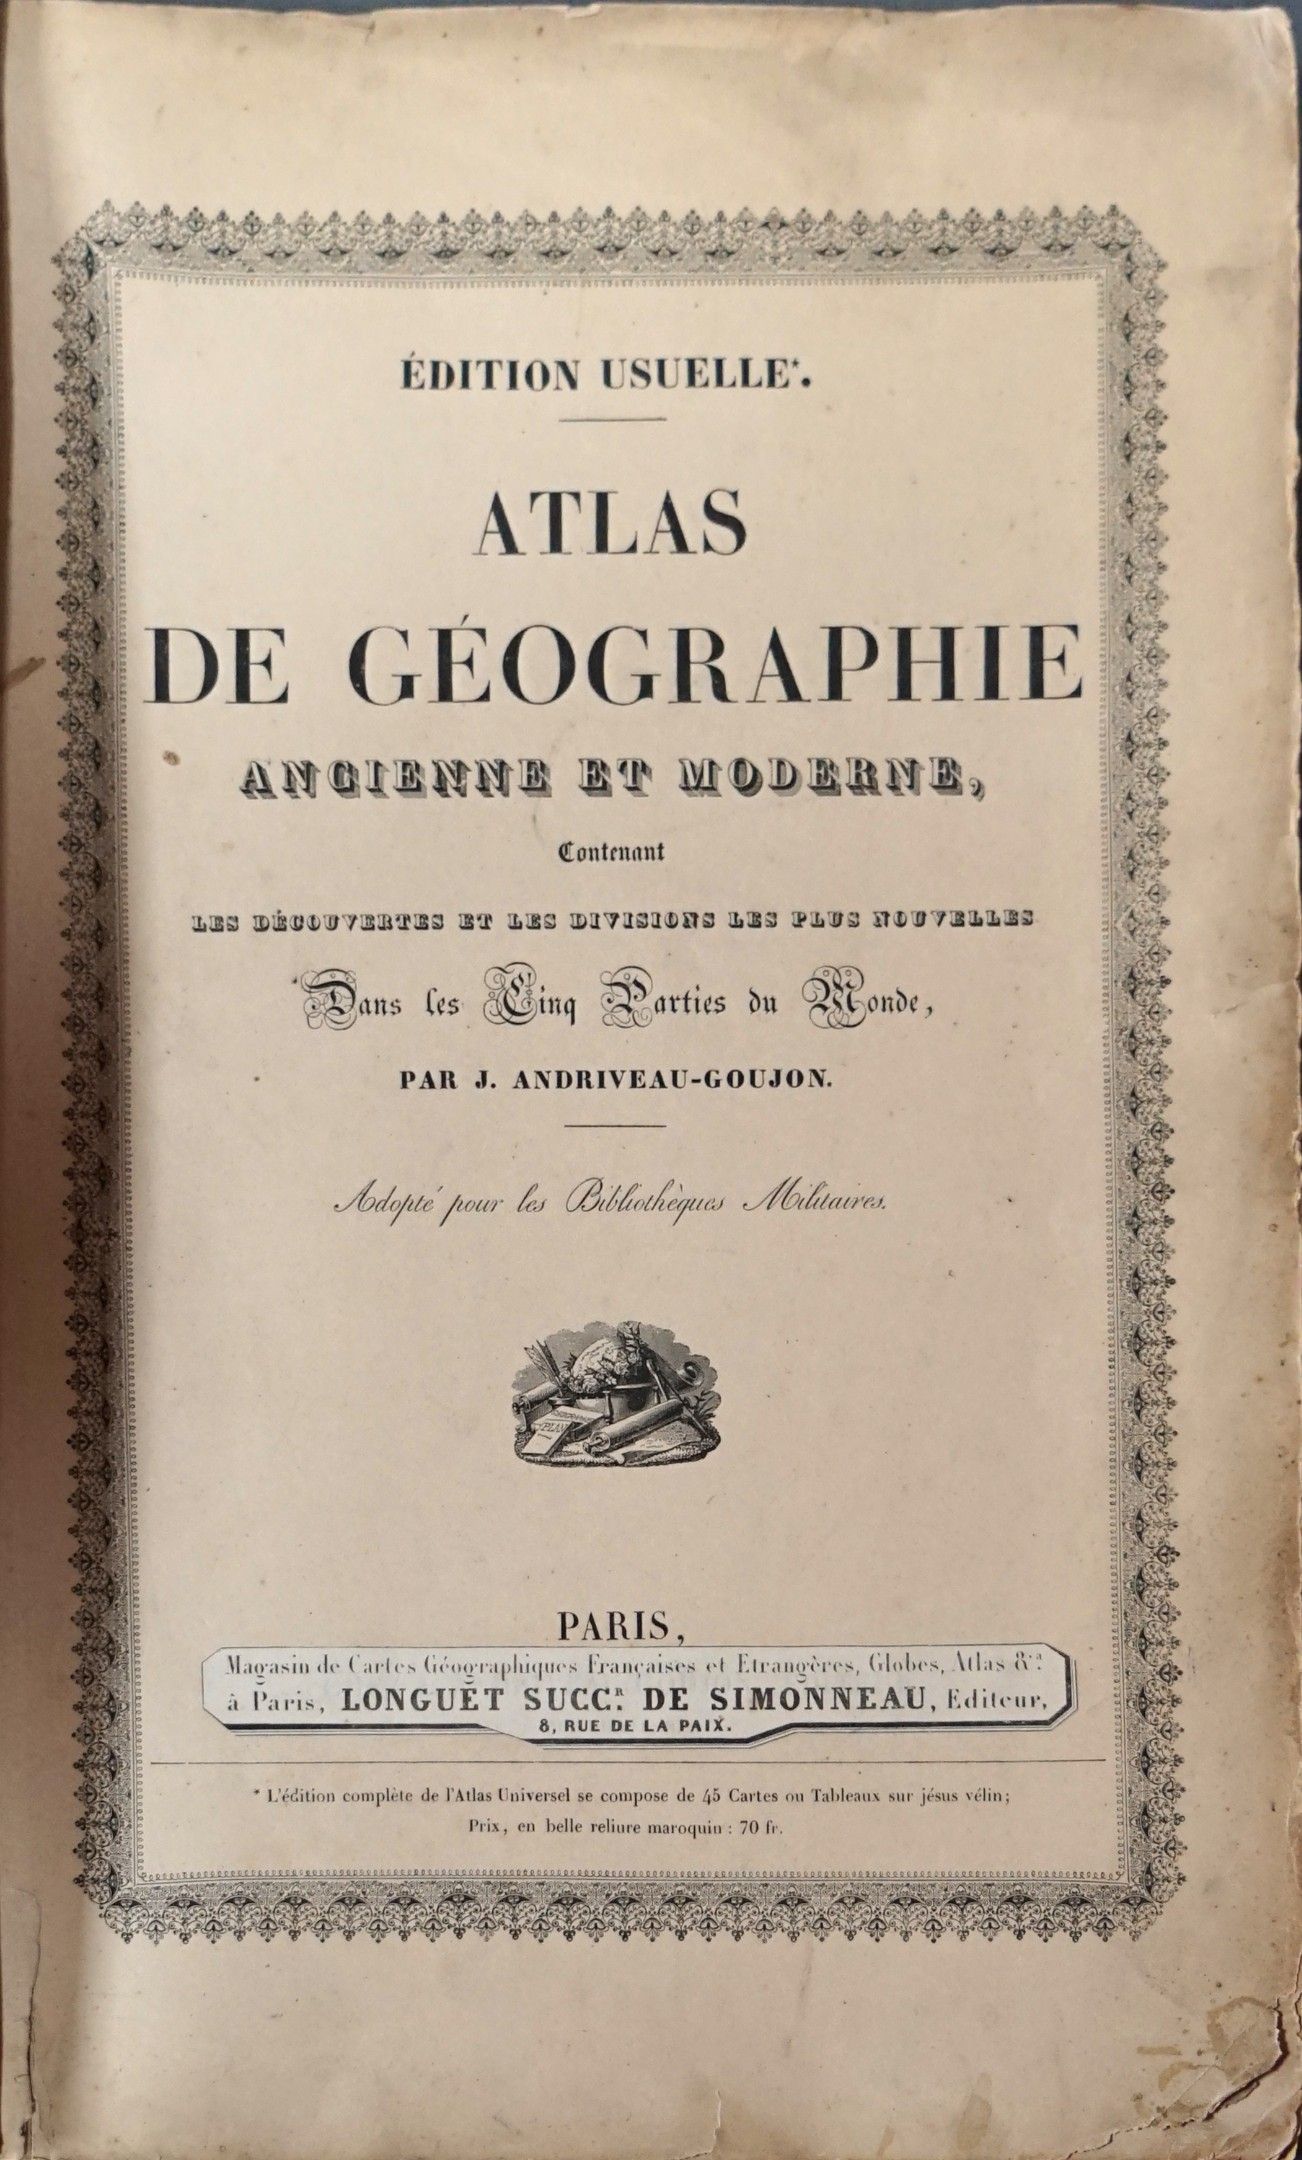 ÉDITION USUELLE*.
ATLAS
DE GÉOGRAPHIE
ANCIENNE ET MODERNE,
Contenant
LES DÉCOUVERTES ET LES DIVISIONS LES PLUS NOUVELLES
Dans les Cinq Parties du Monde,
PAR J. ANDRIVEAU-GOUJON.
Adopté pour les Bibliothèques Militaires.
PLAN
PARIS,
Magasin de Cartes Géographiques Françaises et Etrangères, Globes, Atlas &ca
à Paris, LONGUET SUCCR. DE SIMONNEAU, Editeur,
8, RUE DE LA PAIX.
* L'édition complète de l'Atlas Universel se compose de 45 Cartes ou Tableaux sur jésus vélin;
Prix, en belle reliure maroquin : 70 fr.